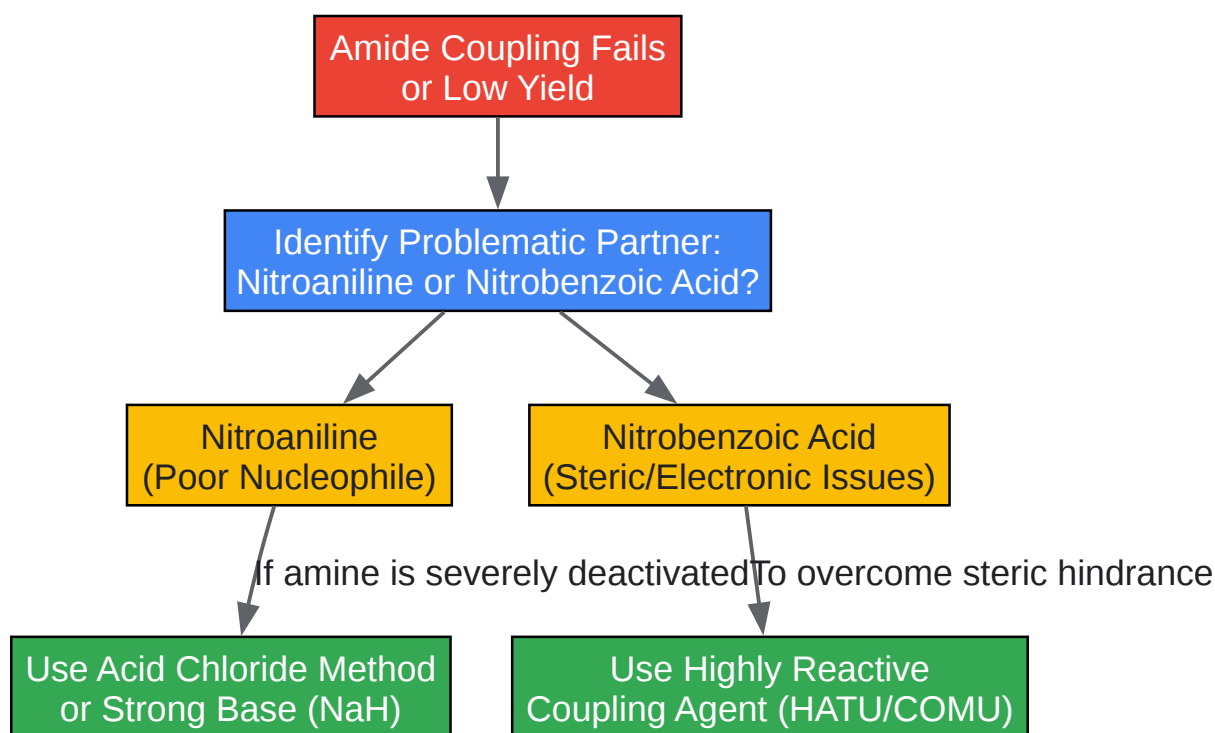 Amide Coupling Fails
or Low Yield
Identify Problematic Partner:
Nitroaniline or Nitrobenzoic Acid?
Nitroaniline
(Poor Nucleophile)
Nitrobenzoic Acid
(Steric/Electronic Issues)
If amine is severely deactivated
To overcome steric hindrance
Use Acid Chloride Method
or Strong Base (NaH)
Use Highly Reactive
Coupling Agent (HATU/COMU)